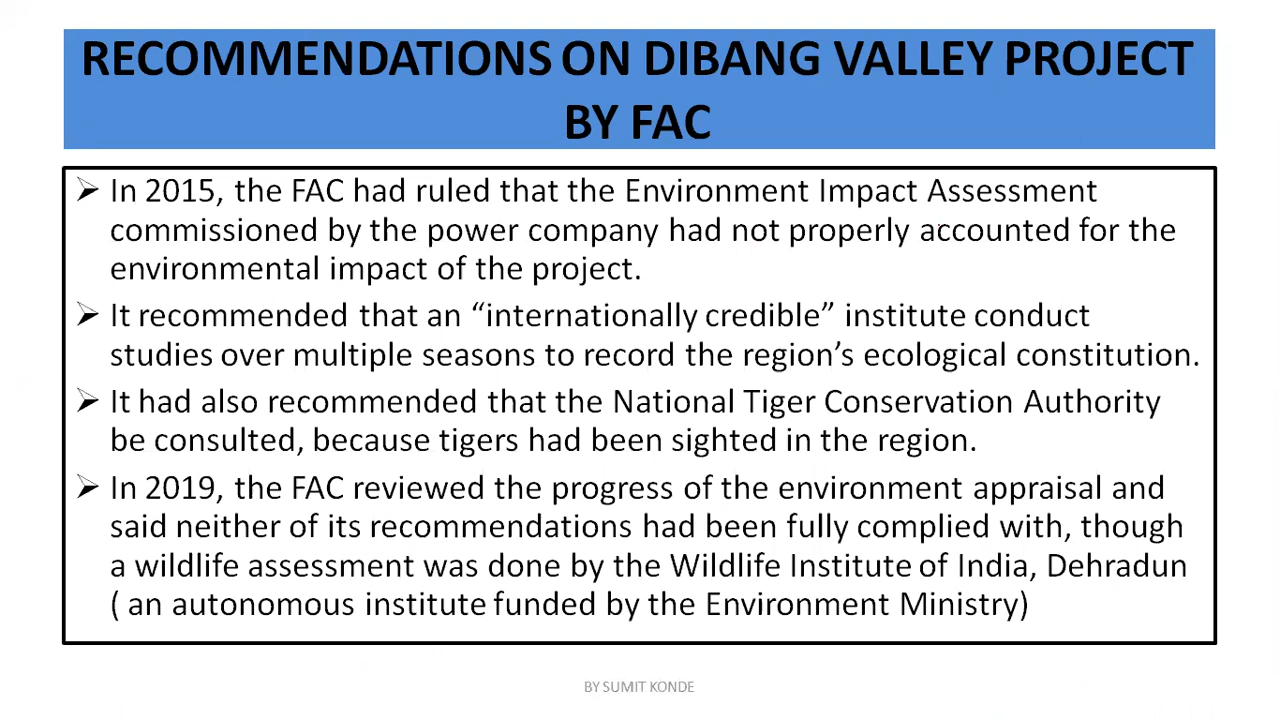 RECOMMENDATIONS ON DIBANG VALLEY PROJECT
BY FAC
➢ In 2015, the FAC had ruled that the Environment Impact Assessment
commissioned by the power company had not properly accounted for the
environmental impact of the project.
➢ It recommended that an “internationally credible” institute conduct
studies over multiple seasons to record the region’s ecological constitution.
➢ It had also recommended that the National Tiger Conservation Authority
be consulted, because tigers had been sighted in the region.
➢ In 2019, the FAC reviewed the progress of the environment appraisal and
said neither of its recommendations had been fully complied with, though
a wildlife assessment was done by the Wildlife Institute of India, Dehradun
( an autonomous institute funded by the Environment Ministry)
BY SUMIT KONDE